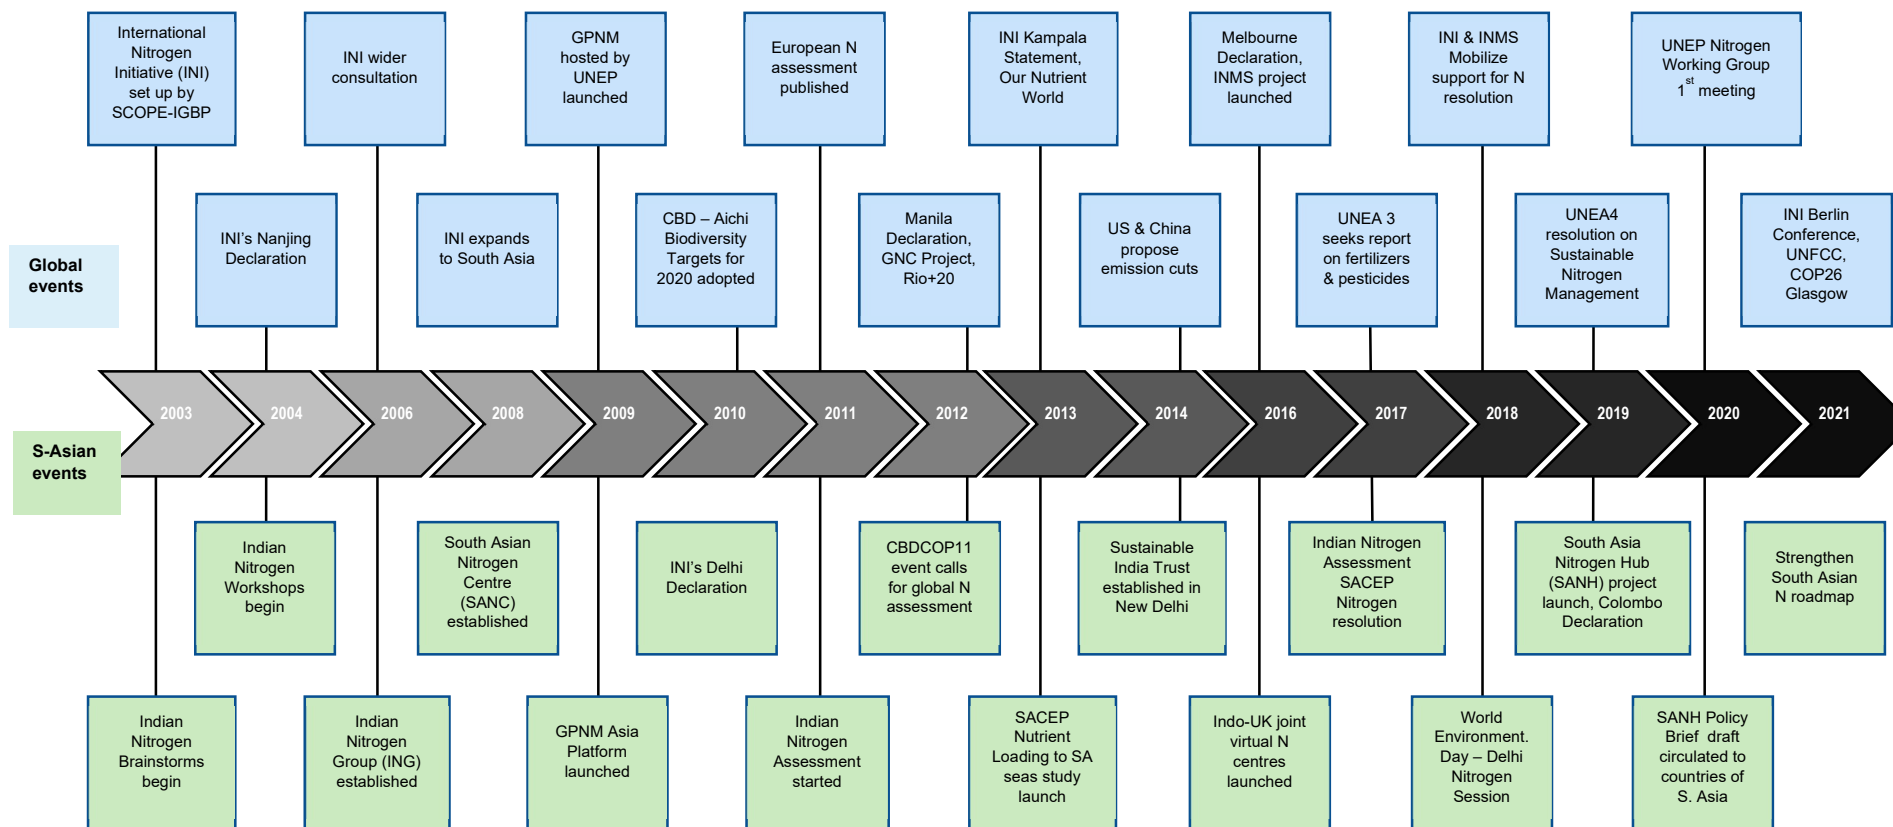 International
Nitrogen
Initiative (INI)
set up by
SCOPE-IGBP
INI wider
consultation
GPNM
hosted by
UNEP
launched
European N
assessment
published
INI Kampala
Statement,
Our Nutrient
World
Melbourne
Declaration,
INMS project
launched
INI & INMS
Mobilize
support for N
resolution
UNEP Nitrogen
Working Group
1st meeting
INI's Nanjing
Declaration
INI expands
to South Asia
CBD – Aichi
Biodiversity
Targets for
2020 adopted
Manila
Declaration,
GNC Project,
Rio+20
US & China
propose
emission cuts
UNEA 3
seeks report
on fertilizers
& pesticides
UNEA4
resolution on
Sustainable
Nitrogen
Management
INI Berlin
Conference,
UNFCC,
COP26
Glasgow
Global
events
2003
2004
2006
2008
2009
2010
2011
2012
2013
2014
2016
2017
2018
2019
2020
2021
S-Asian
events
Indian
Nitrogen
Workshops
begin
South Asian
Nitrogen
Centre
(SANC)
established
INI's Delhi
Declaration
CBDCOP11
event calls
for global N
assessment
Sustainable
India Trust
established in
New Delhi
Indian Nitrogen
Assessment
SACEP
Nitrogen
resolution
South Asia
Nitrogen Hub
(SANH) project
launch, Colombo
Declaration
Strengthen
South Asian
N roadmap
Indian
Nitrogen
Brainstorms
begin
Indian
Nitrogen
Group (ING)
established
GPNM Asia
Platform
launched
Indian
Nitrogen
Assessment
started
SACEP
Nutrient
Loading to SA
seas study
launch
Indo-UK joint
virtual N
centres
launched
World
Environment.
Day – Delhi
Nitrogen
Session
SANH Policy
Brief draft
circulated to
countries of
S. Asia